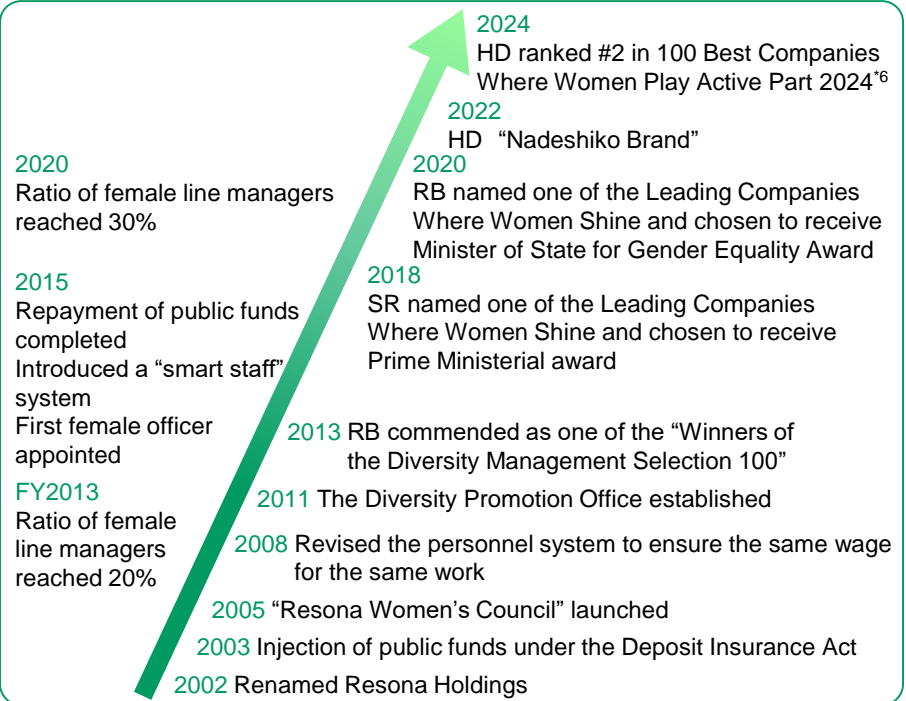 2024
HD ranked #2 in 100 Best Companies
Where Women Play Active Part 2024*6
2022
HD “Nadeshiko Brand”
2020
RB named one of the Leading Companies
Where Women Shine and chosen to receive
Minister of State for Gender Equality Award
2018
SR named one of the Leading Companies
Where Women Shine and chosen to receive
Prime Ministerial award
2013 RB commended as one of the “Winners of
the Diversity Management Selection 100”
2011 The Diversity Promotion Office established
2008 Revised the personnel system to ensure the same wage
for the same work
2005 “Resona Women’s Council” launched
2003 Injection of public funds under the Deposit Insurance Act
2002 Renamed Resona Holdings
2020
Ratio of female line managers
reached 30%
2015
Repayment of public funds
completed
Introduced a “smart staff”
system
First female officer
appointed
FY2013
Ratio of female
line managers
reached 20%